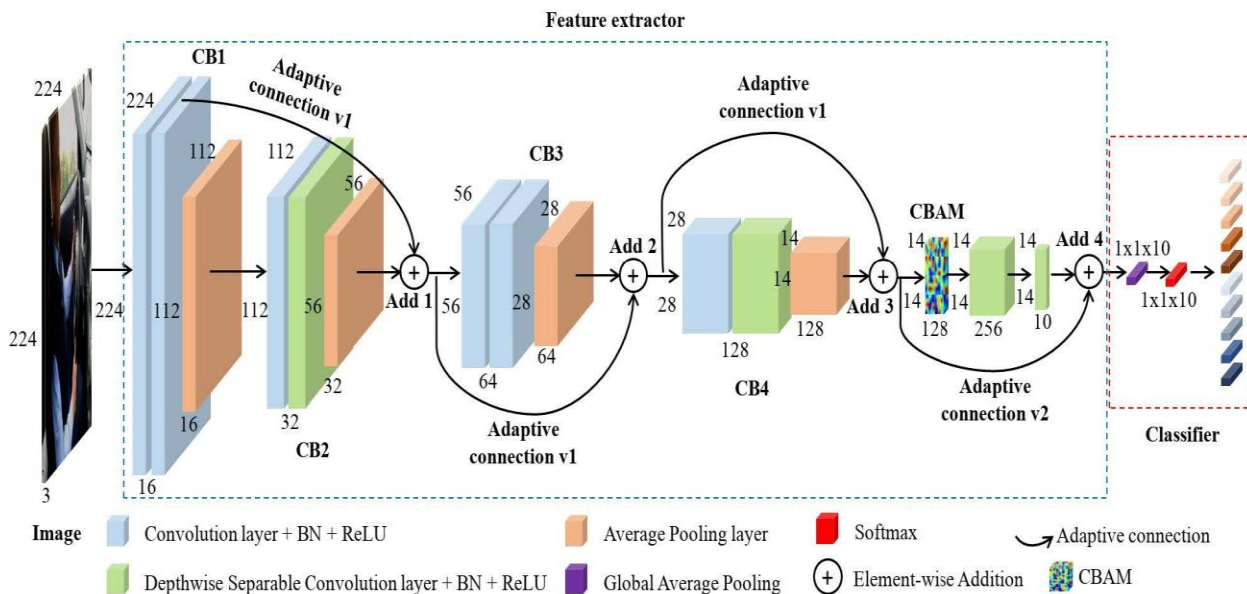 Feature extractor
CB1
224
224
224
224
3
16
Adaptive
connection v1
112
112
16
112
112
32
CB2
56
56
32
Add 1
Adaptive
connection v1
CB3
56
56
64
28
28
64
Add 2
Adaptive
connection v1
28
28
128
CB4
14
14
128
Add 3
CBAM
14
14
128
14
14
256
14
14
10
Add 4
Adaptive
connection v2
1x1x10
1x1x10
Classifier
Image
Convolution layer + BN + ReLU
Average Pooling layer
Softmax
Adaptive connection
Depthwise Separable Convolution layer + BN + ReLU
Global Average Pooling
+ Element-wise Addition
CBAM